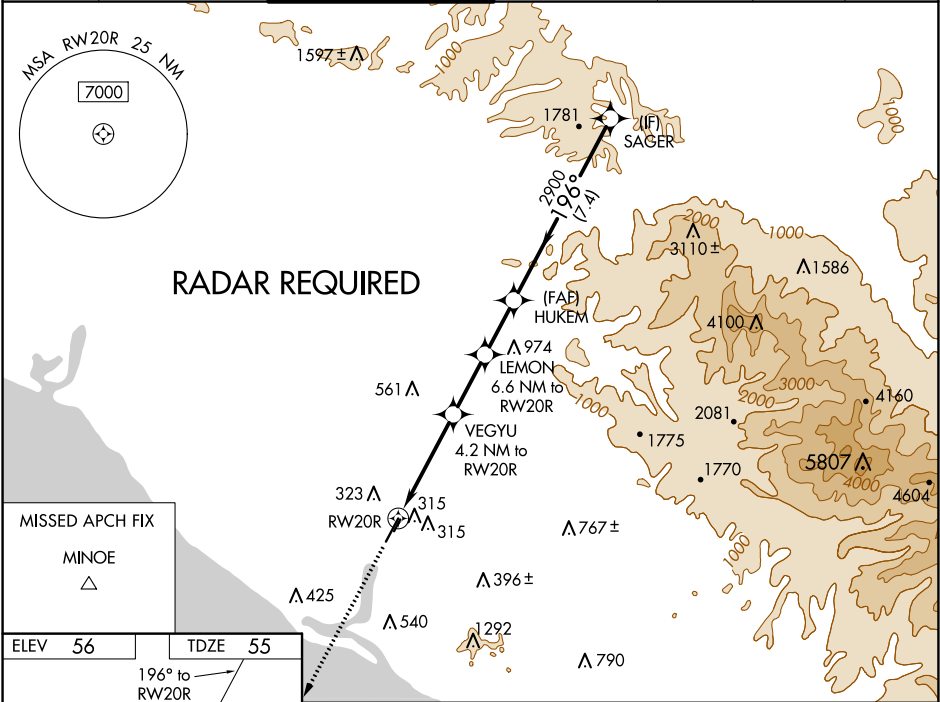 MSA RW20R 25 NM
7000
1597 ±
1000
1781
(IF)
SAGER
1000
2900
196°
(7.4)
2000
3110 ±
1000
1586
RADAR REQUIRED
(FAF)
HUKEM
4100
974
LEMON
6.6 NM to
RW20R
561
1000
3000
2000
4160
2081
VEGYU
4.2 NM to
RW20R
1775
5807
1770
4000
4604
323
315
RW20R
315
767 ±
1000
MISSED APCH FIX
MINOE
396 ±
425
540
1292
790
ELEV 56
TDZE 55
196° to
RW20R